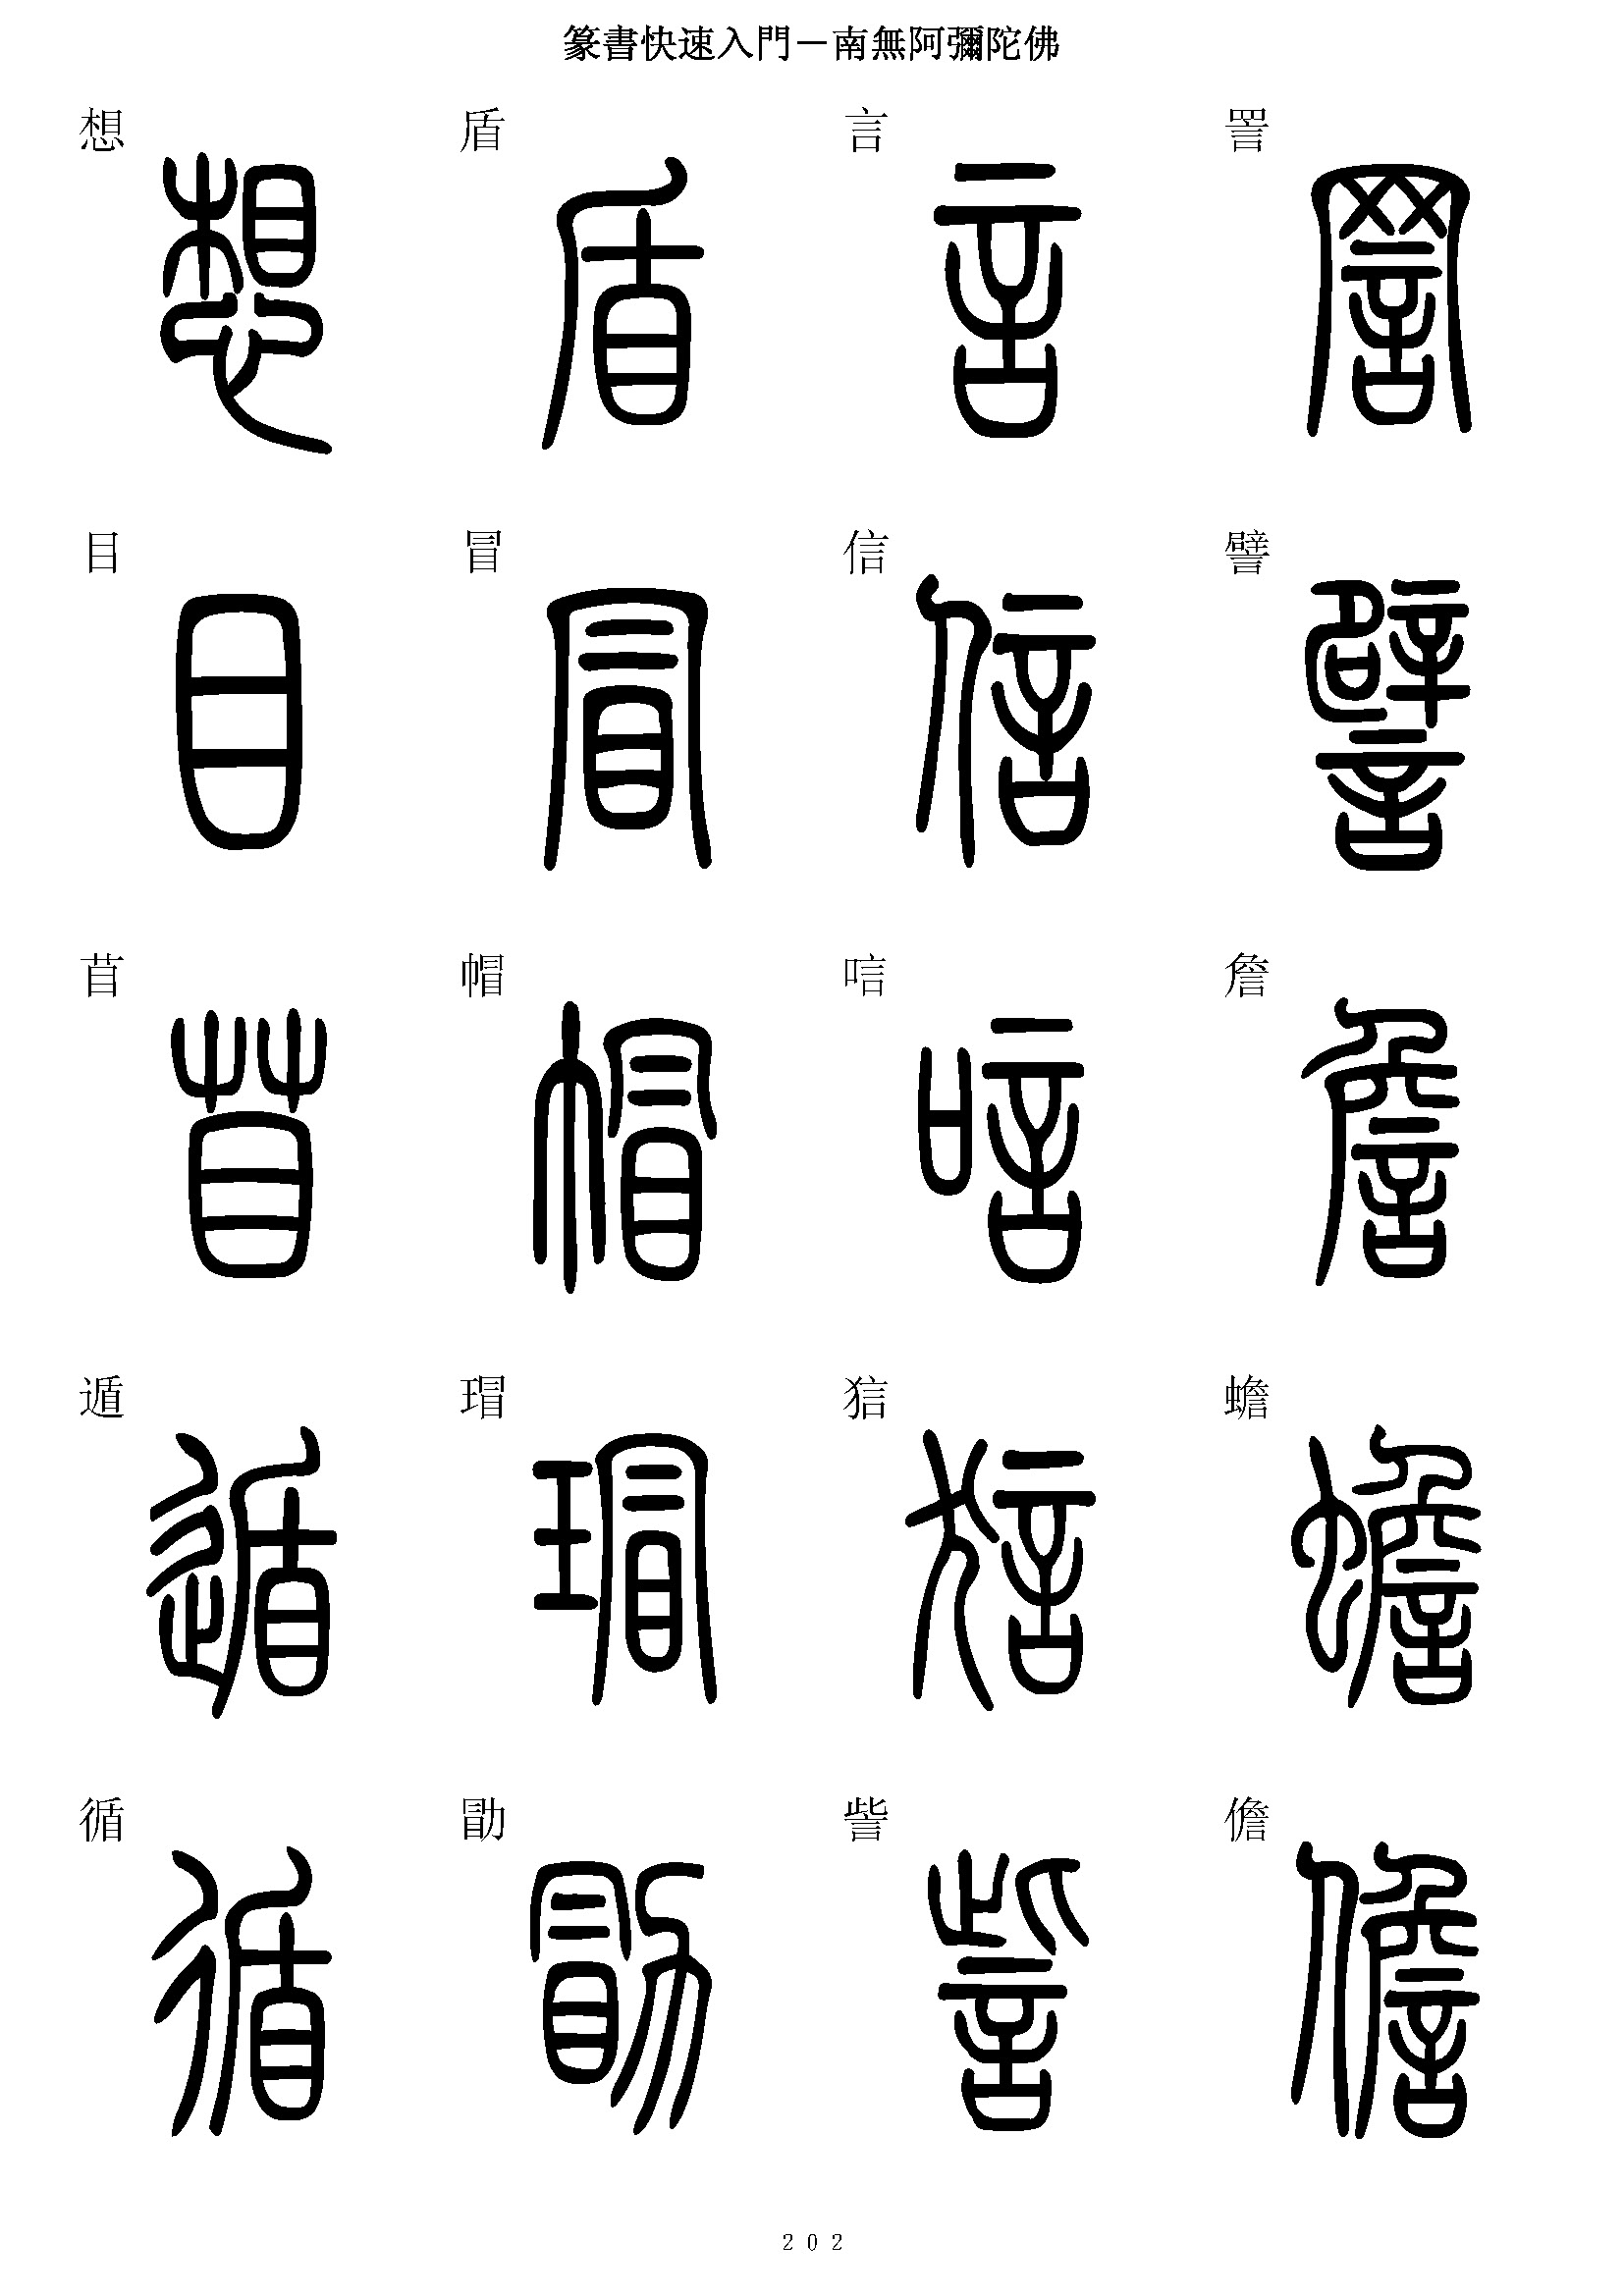 篆書快速入門－南無阿彌陀佛
想 盾 言 詈
目 冒 信 譬
苜 帽 唁 詹
遁 瑁 狺 蟾
循 勖 訾 儋
202